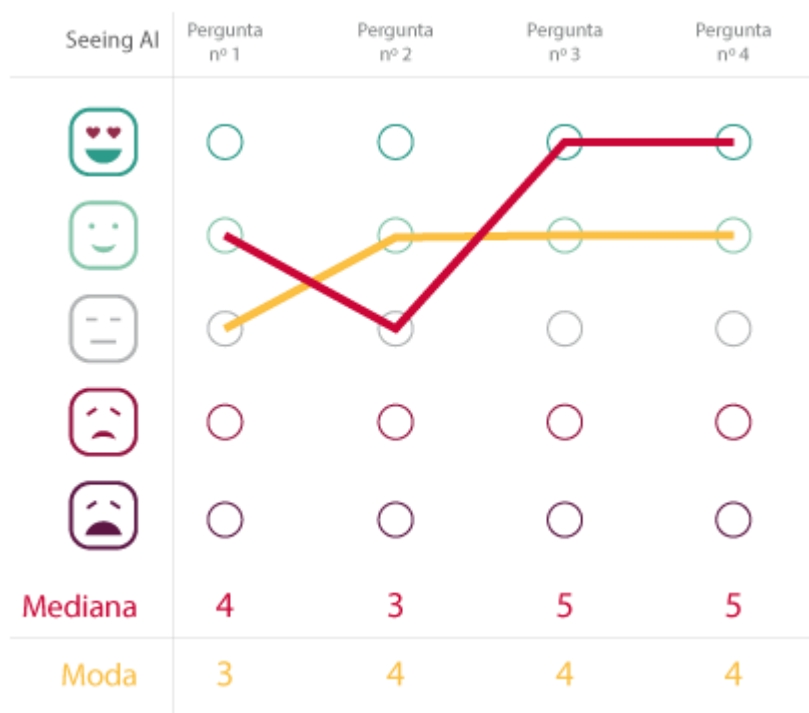 Seeing AI
Pergunta nº 1
Pergunta nº 2
Pergunta nº 3
Pergunta nº 4
Mediana 4 3 5 5
Moda 3 4 4 4